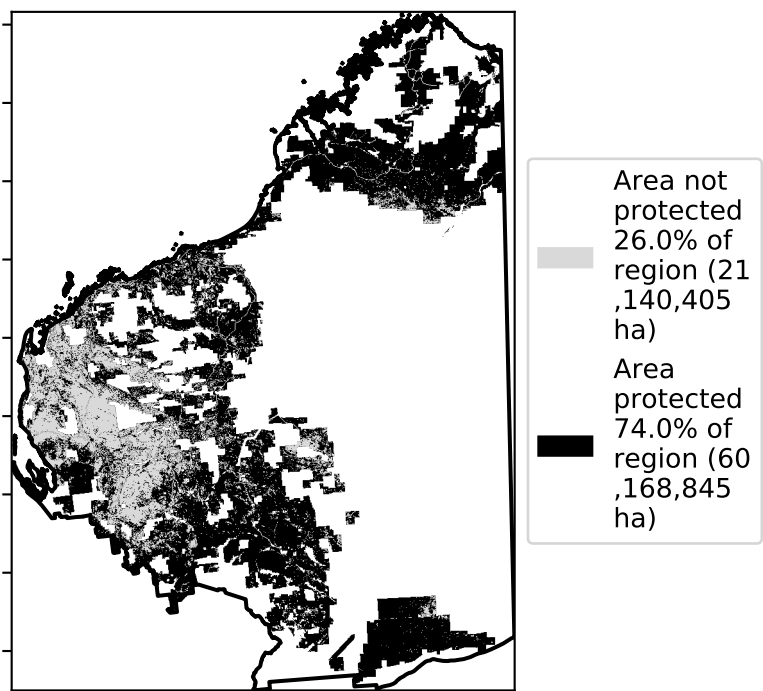 Area not
protected
26.0% of
region (21
,140,405
ha)
Area
protected
74.0% of
region (60
,168,845
ha)